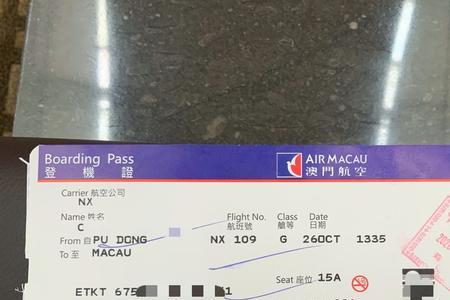 Boarding Pass
登機證
AIR MACAU
澳門航空
Carrier 航空公司
NX
Name 姓名
C
Flight No. Class Date
航班號 艙等 日期
From 自 PU DONG NX 109 G 26OCT 1335
To 至 MACAU
Seat 座位 15A
ETKT 675 1